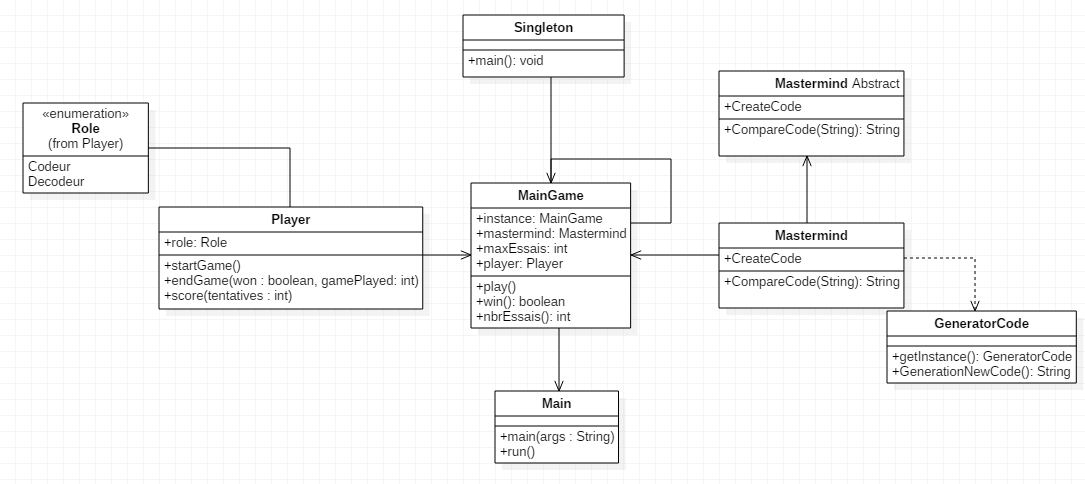 Singleton
+main(): void
Mastermind Abstract
+CreateCode
+CompareCode(String): String
«enumeration»
Role
(from Player)
Codeur
Decodeur
MainGame
+instance: MainGame
+mastermind: Mastermind
+maxEssais: int
+player: Player
+play()
+win(): boolean
+nbrEssais(): int
Player
+role: Role
+startGame()
+endGame(won : boolean, gamePlayed: int)
+score(tentatives : int)
Mastermind
+CreateCode
+CompareCode(String): String
GeneratorCode
+getInstance(): GeneratorCode
+GenerationNewCode(): String
Main
+main(args : String)
+run()